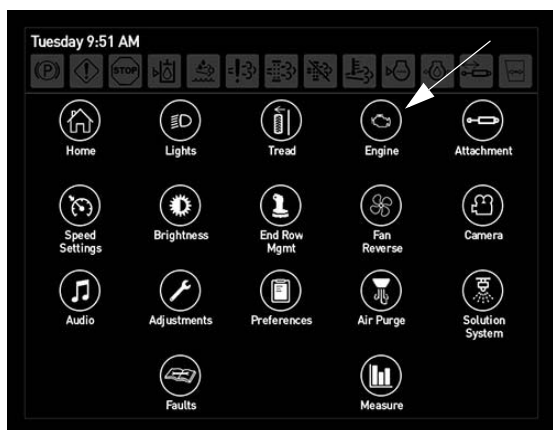 Tuesday 9:51 AM
(P) STOP
Home Lights Tread Engine Attachment
Speed Settings Brightness End Row Mgmt Fan Reverse Camera
Audio Adjustments Preferences Air Purge Solution System
Faults Measure